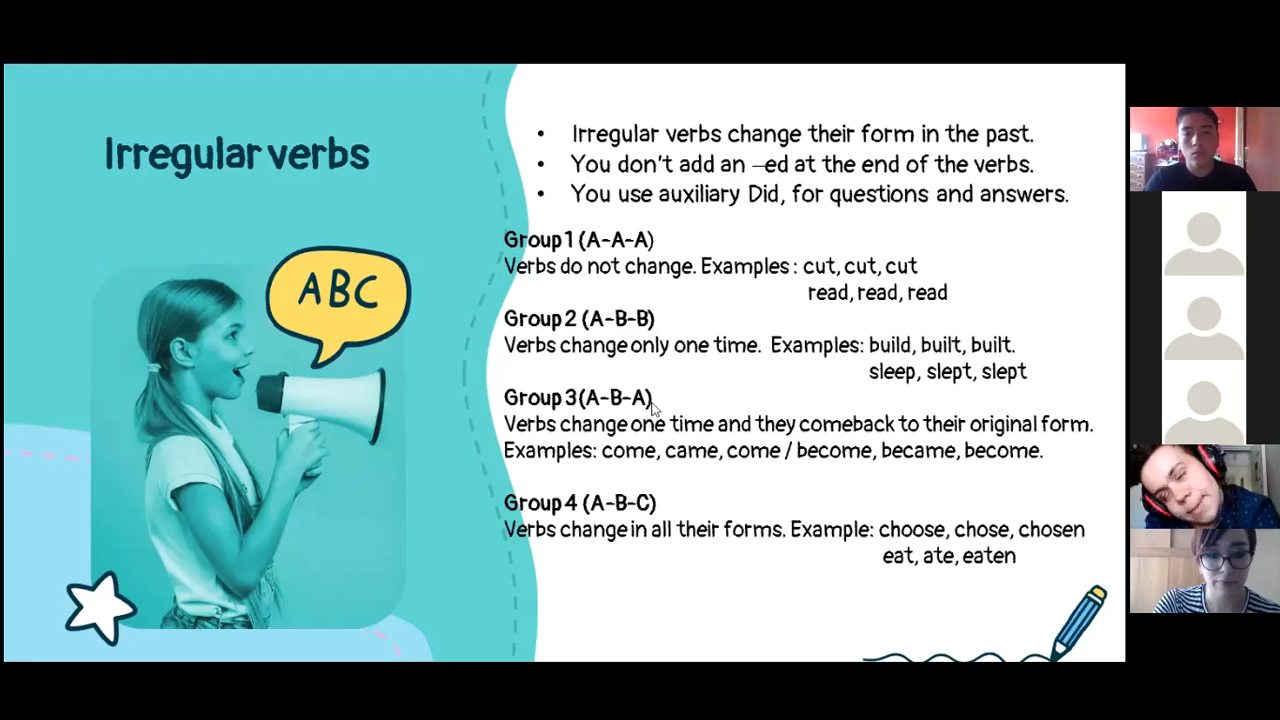 Irregular verbs
ABC
• Irregular verbs change their form in the past.
• You don't add an –ed at the end of the verbs.
• You use auxiliary Did, for questions and answers.
Group 1 (A-A-A)
Verbs do not change. Examples : cut, cut, cut
read, read, read
Group 2 (A-B-B)
Verbs change only one time. Examples: build, built, built.
sleep, slept, slept
Group 3(A-B-A)
Verbs change one time and they comeback to their original form.
Examples: come, came, come / become, became, become.
Group 4 (A-B-C)
Verbs change in all their forms. Example: choose, chose, chosen
eat, ate, eaten